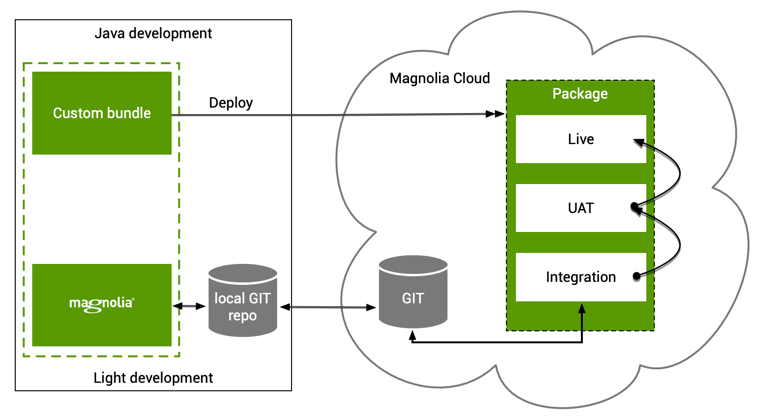 Java development
Custom bundle
Deploy
Magnolia Cloud
Package
Live
UAT
Integration
magnolia®
local GIT
repo
GIT
Light development